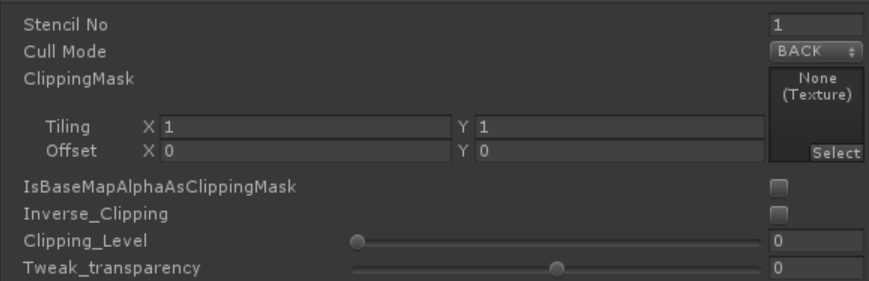 Stencil No 1
Cull Mode BACK
ClippingMask None
(Texture)
Tiling X 1 Y 1
Offset X 0 Y 0
Select
IsBaseMapAlphaAsClippingMask
Inverse_Clipping
Clipping_Level 0
Tweak_transparency 0